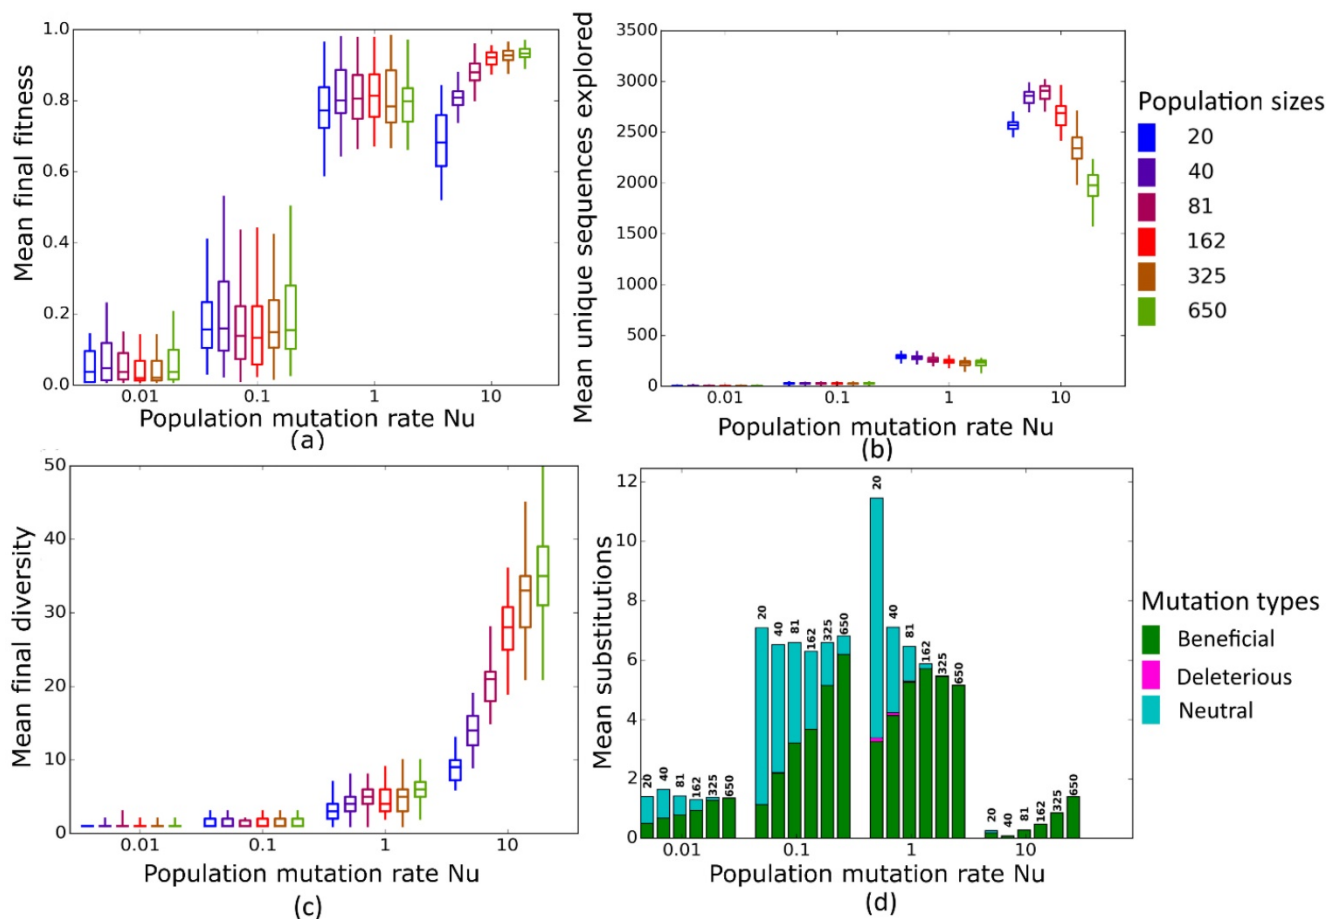 Mean final fitness
1.0
0.8
0.6
0.4
0.2
0.0
0.01 0.1 1 10
Population mutation rate Nu
(a)
Mean unique sequences explored
3500
3000
2500
2000
1500
1000
500
0
0.01 0.1 1 10
Population mutation rate Nu
(b)
Population sizes
20
40
81
162
325
650
Mean final diversity
50
40
30
20
10
0
0.01 0.1 1 10
Population mutation rate Nu
(c)
Mean substitutions
12
10
8
6
4
2
0
20 40 81 162 325 650
20 40 81 162 325 650
20 40 81 162 325 650
20 40 81 162 325 650
0.01 0.1 1 10
Population mutation rate Nu
(d)
Mutation types
Beneficial
Deleterious
Neutral